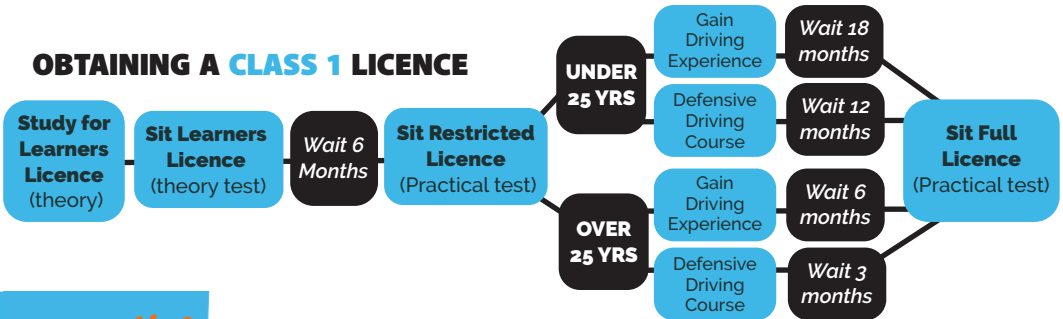 OBTAINING A CLASS 1 LICENCE
Study for
Learners
Licence
(theory)
Sit Learners
Licence
(theory test)
Wait 6
Months
Sit Restricted
Licence
(Practical test)
UNDER
25 YRS
Gain
Driving
Experience
Wait 18
months
Defensive
Driving
Course
Wait 12
months
OVER
25 YRS
Gain
Driving
Experience
Wait 6
months
Defensive
Driving
Course
Wait 3
months
Sit Full
Licence
(Practical test)